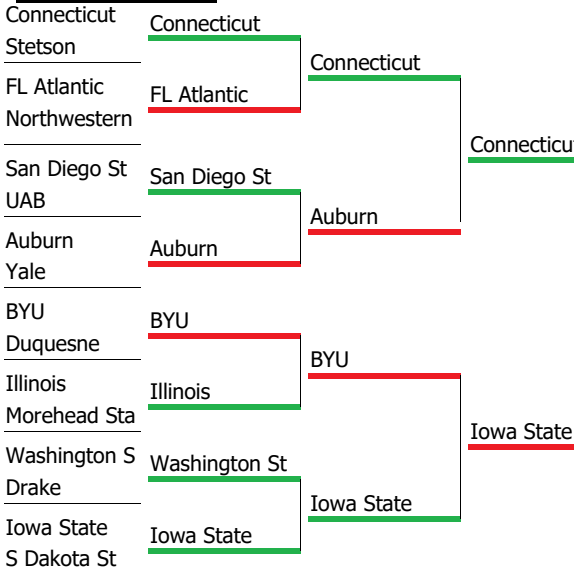 Connecticut
Stetson
FL Atlantic
Northwestern
San Diego St
UAB
Auburn
Yale
BYU
Duquesne
Illinois
Morehead Sta
Washington S
Drake
Iowa State
S Dakota St
Connecticut
FL Atlantic
San Diego St
Auburn
BYU
Illinois
Washington St
Iowa State
Connecticut
Auburn
BYU
Iowa State
Connecticu
Iowa State